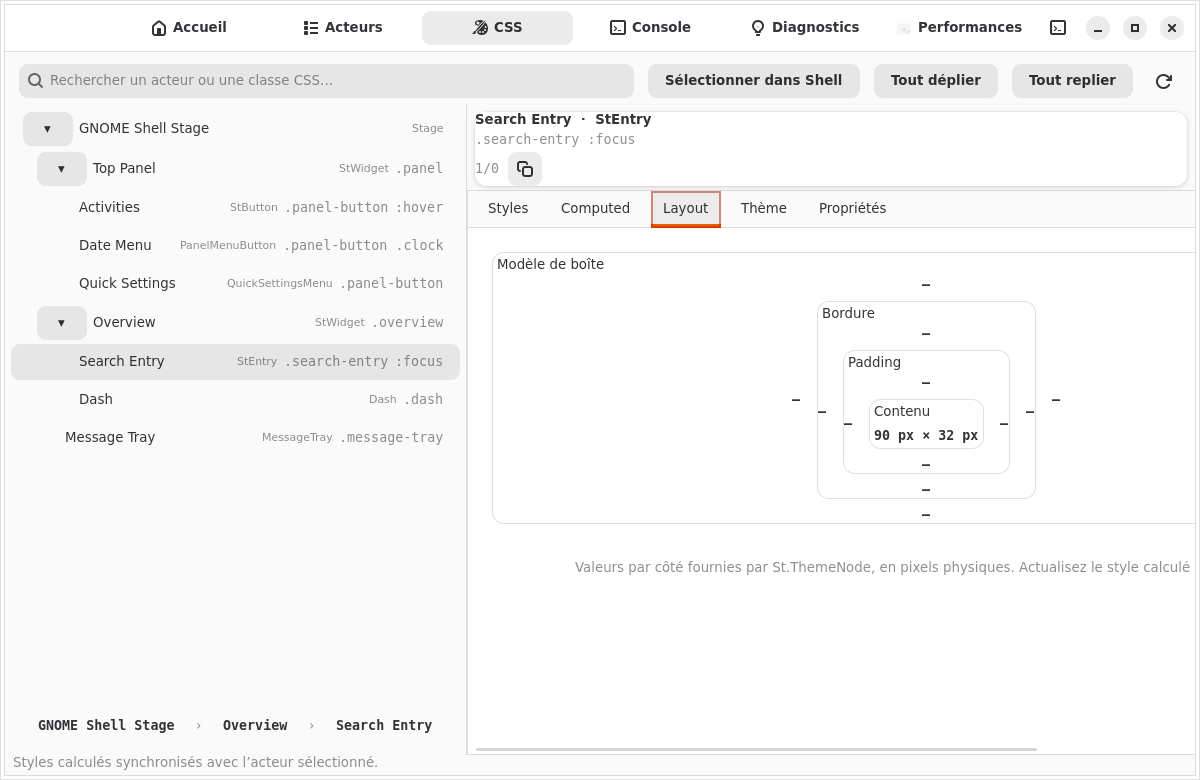 Accueil Acteurs CSS Console Diagnostics Performances
Rechercher un acteur ou une classe CSS... Sélectionner dans Shell Tout déplier Tout replier
▾ GNOME Shell Stage Stage
▾ Top Panel StWidget .panel
Activities StButton .panel-button :hover
Date Menu PanelMenuButton .panel-button .clock
Quick Settings QuickSettingsMenu .panel-button
▾ Overview StWidget .overview
Search Entry StEntry .search-entry :focus
Dash Dash .dash
Message Tray MessageTray .message-tray
GNOME Shell Stage › Overview › Search Entry
Search Entry · StEntry
.search-entry :focus
1/0
Styles Computed Layout Thème Propriétés
Modèle de boîte
–
Bordure
–
Padding
–
Contenu
– – – 90 px × 32 px – – –
–
–
–
Valeurs par côté fournies par St.ThemeNode, en pixels physiques. Actualisez le style calculé
Styles calculés synchronisés avec l’acteur sélectionné.